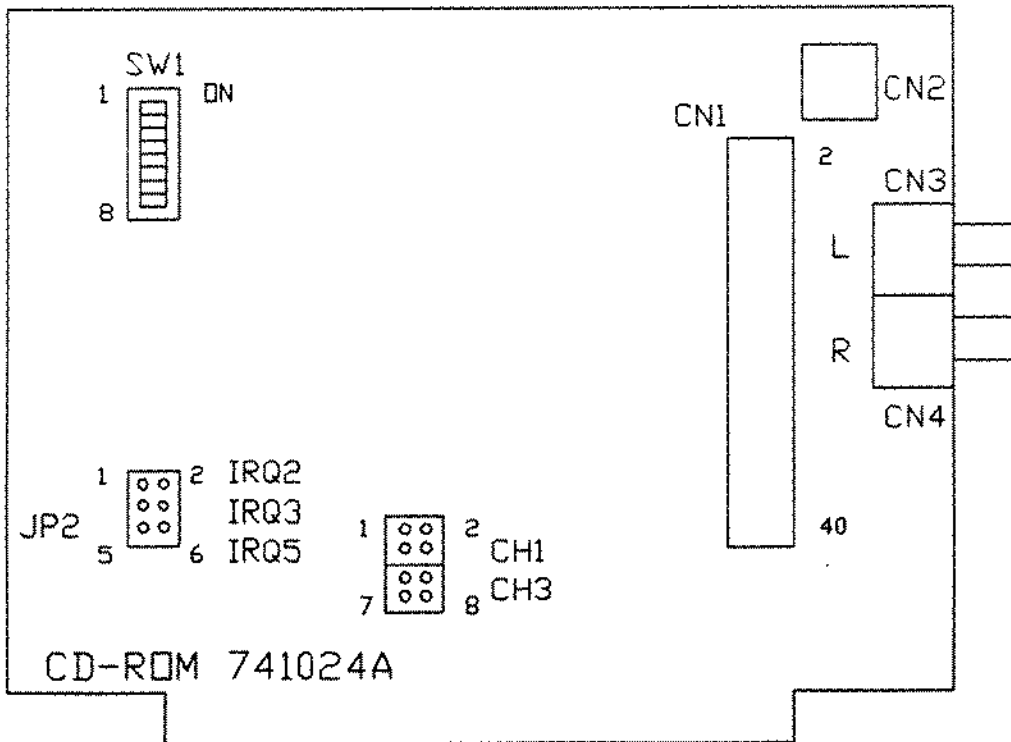 SW1
1 ON
8
CN2
CN1
2
CN3
L
R
CN4
40
1 2 IRQ2
IRQ3
JP2
5 6 IRQ5
1 2
CH1
CH3
7 8
CD-ROM 741024A